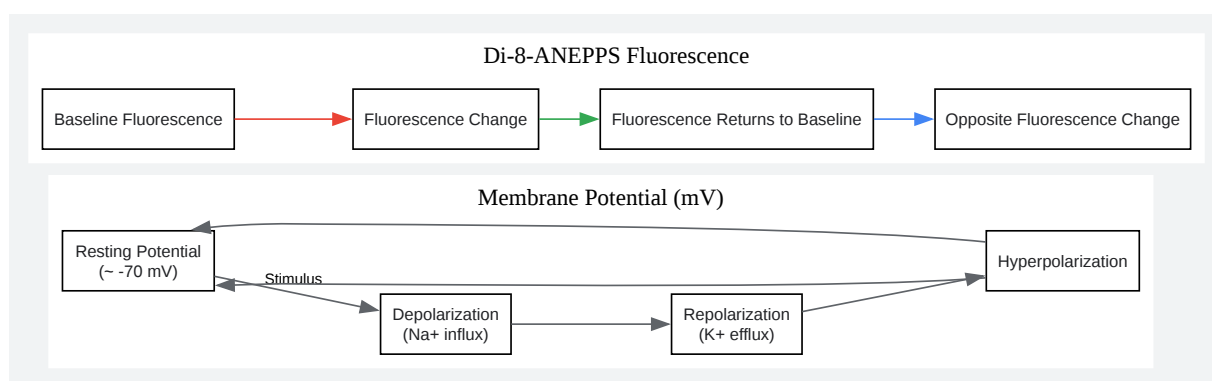 Di-8-ANEPPS Fluorescence
Baseline Fluorescence
Fluorescence Change
Fluorescence Returns to Baseline
Opposite Fluorescence Change
Membrane Potential (mV)
Resting Potential
(~ -70 mV)
Stimulus
Depolarization
(Na+ influx)
Repolarization
(K+ efflux)
Hyperpolarization